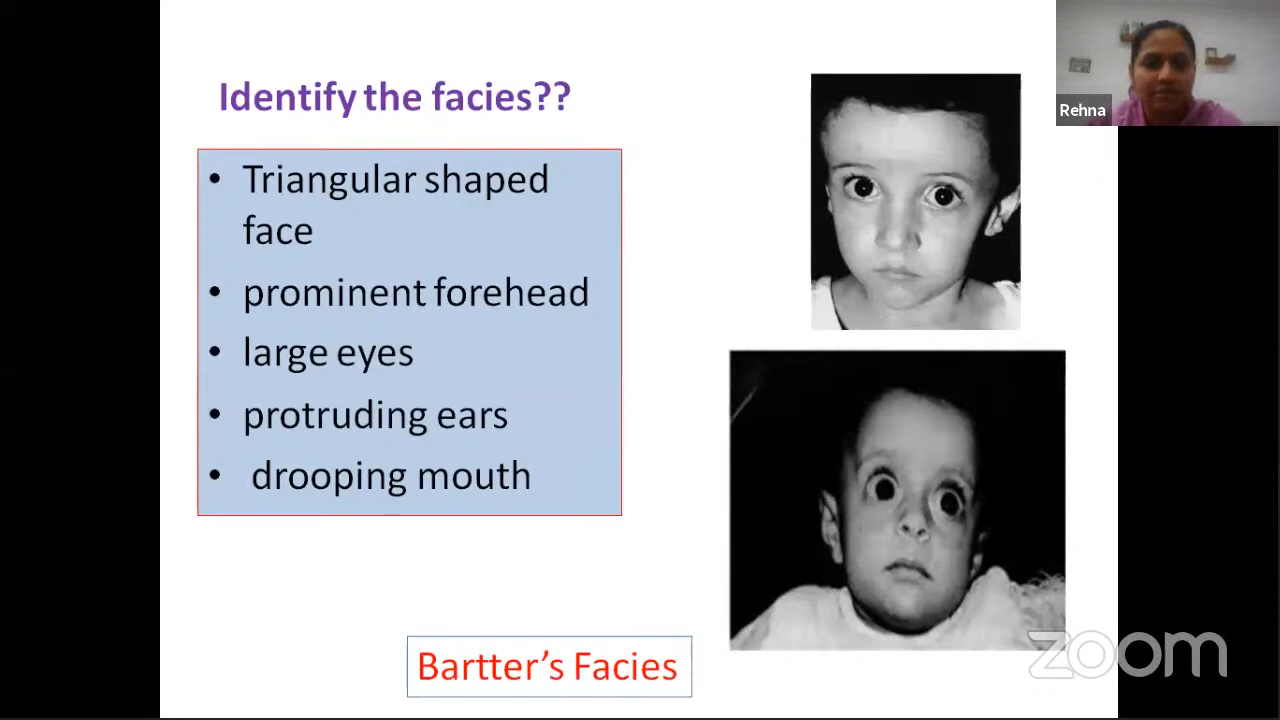 Identify the facies??
• Triangular shaped
face
• prominent forehead
• large eyes
• protruding ears
• drooping mouth
Bartter's Facies
Rehna
zoom